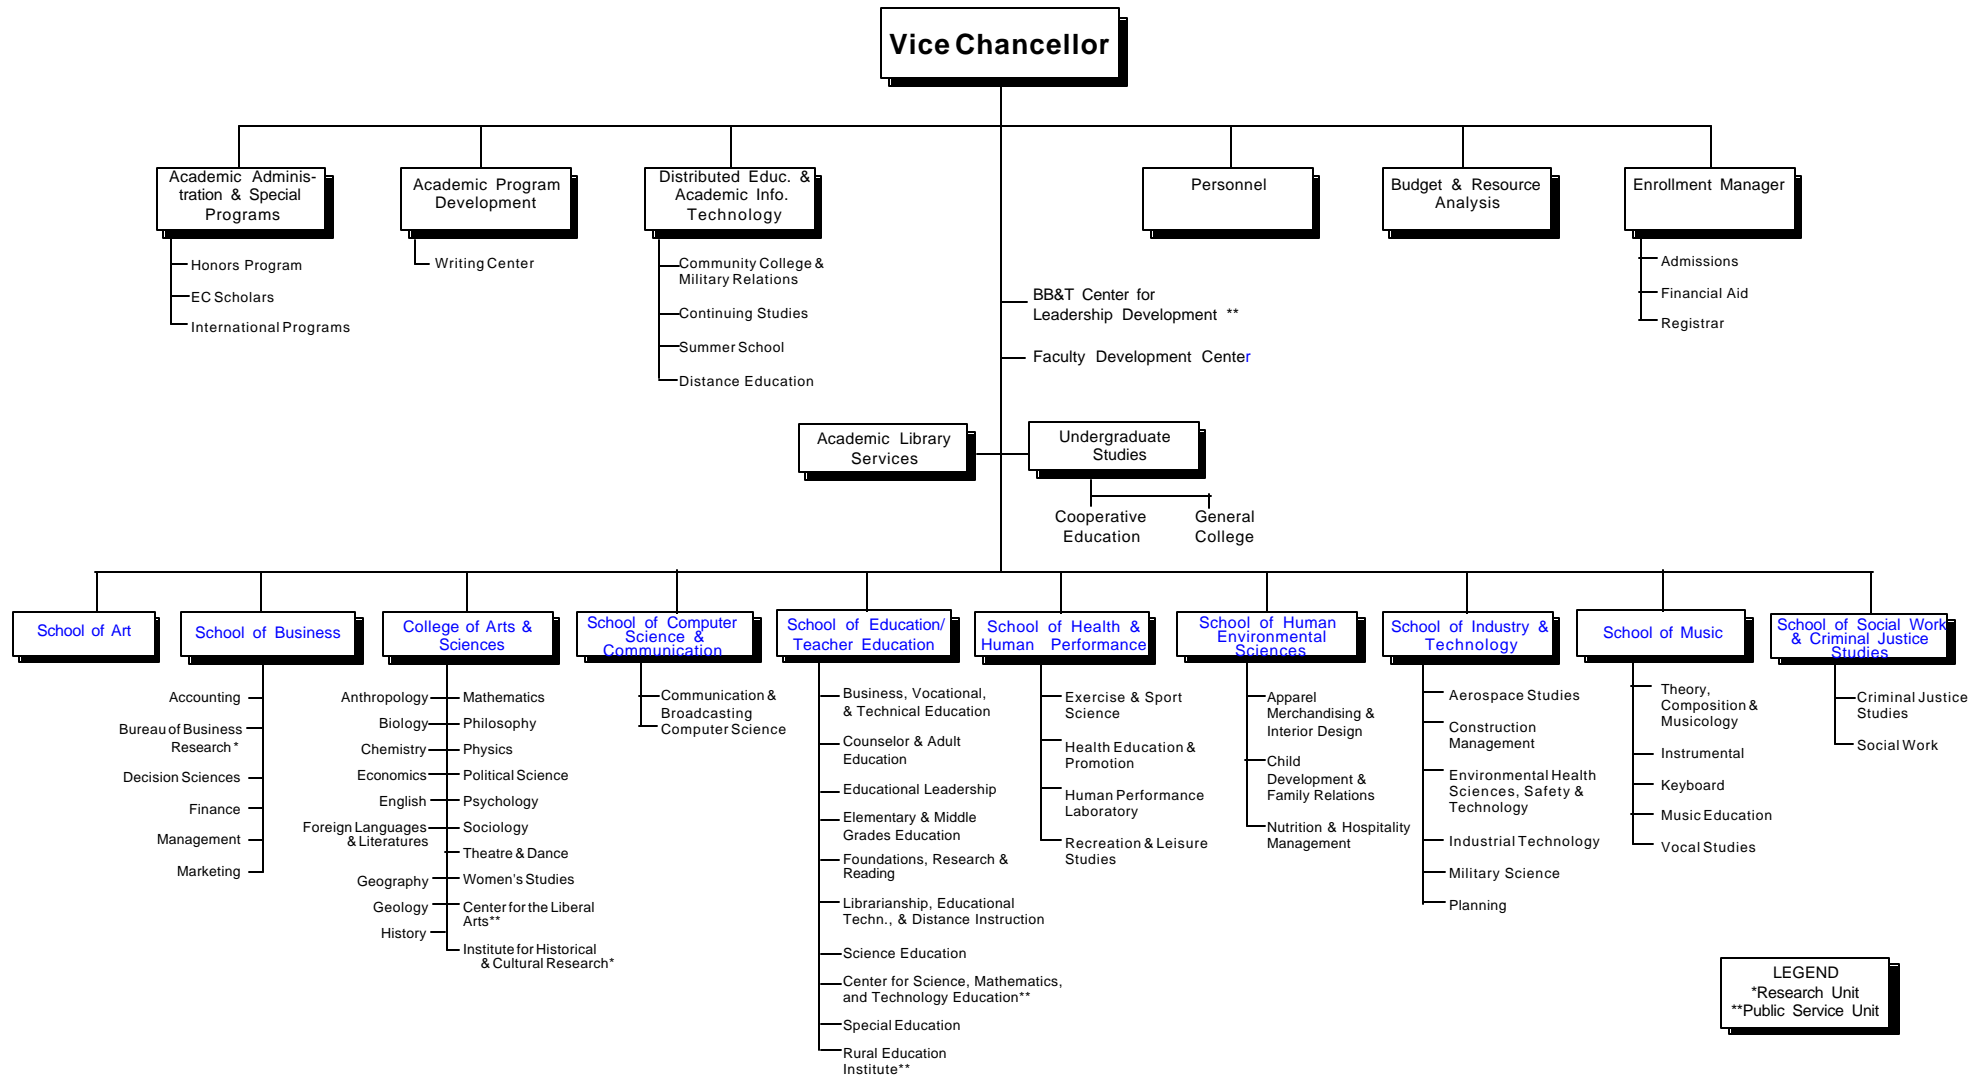 Vice Chancellor
Academic Adminis-
tration & Special
Programs
Honors Program
EC Scholars
International Programs
Academic Program
Development
Writing Center
Distributed Educ. &
Academic Info.
Technology
Community College &
Military Relations
Continuing Studies
Summer School
Distance Education
Personnel
Budget & Resource
Analysis
Enrollment Manager
Admissions
Financial Aid
Registrar
BB&T Center for
Leadership Development **
Faculty Development Center
Academic Library
Services
Undergraduate
Studies
Cooperative
Education
General
College
School of Art
School of Business
Accounting
Bureau of Business
Research *
Decision Sciences
Finance
Management
Marketing
College of Arts &
Sciences
Anthropology
Biology
Chemistry
Economics
English
Foreign Languages
& Literatures
Geography
Geology
History
Mathematics
Philosophy
Physics
Political Science
Psychology
Sociology
Theatre & Dance
Women's Studies
Center for the Liberal
Arts**
Institute for Historical
& Cultural Research*
School of Computer
Science &
Communication
Communication &
Broadcasting
Computer Science
School of Education/
Teacher Education
Business, Vocational,
& Technical Education
Counselor & Adult
Education
Educational Leadership
Elementary & Middle
Grades Education
Foundations, Research &
Reading
Librarianship, Educational
Techn., & Distance Instruction
Science Education
Center for Science, Mathematics,
and Technology Education**
Special Education
Rural Education
Institute**
School of Health &
Human Performance
Exercise & Sport
Science
Health Education &
Promotion
Human Performance
Laboratory
Recreation & Leisure
Studies
School of Human
Environmental
Sciences
Apparel
Merchandising &
Interior Design
Child
Development &
Family Relations
Nutrition & Hospitality
Management
School of Industry &
Technology
Aerospace Studies
Construction
Management
Environmental Health
Sciences, Safety &
Technology
Industrial Technology
Military Science
Planning
School of Music
Theory,
Composition &
Musicology
Instrumental
Keyboard
Music Education
Vocal Studies
School of Social Work
& Criminal Justice
Studies
Criminal Justice
Studies
Social Work
LEGEND
*Research Unit
**Public Service Unit